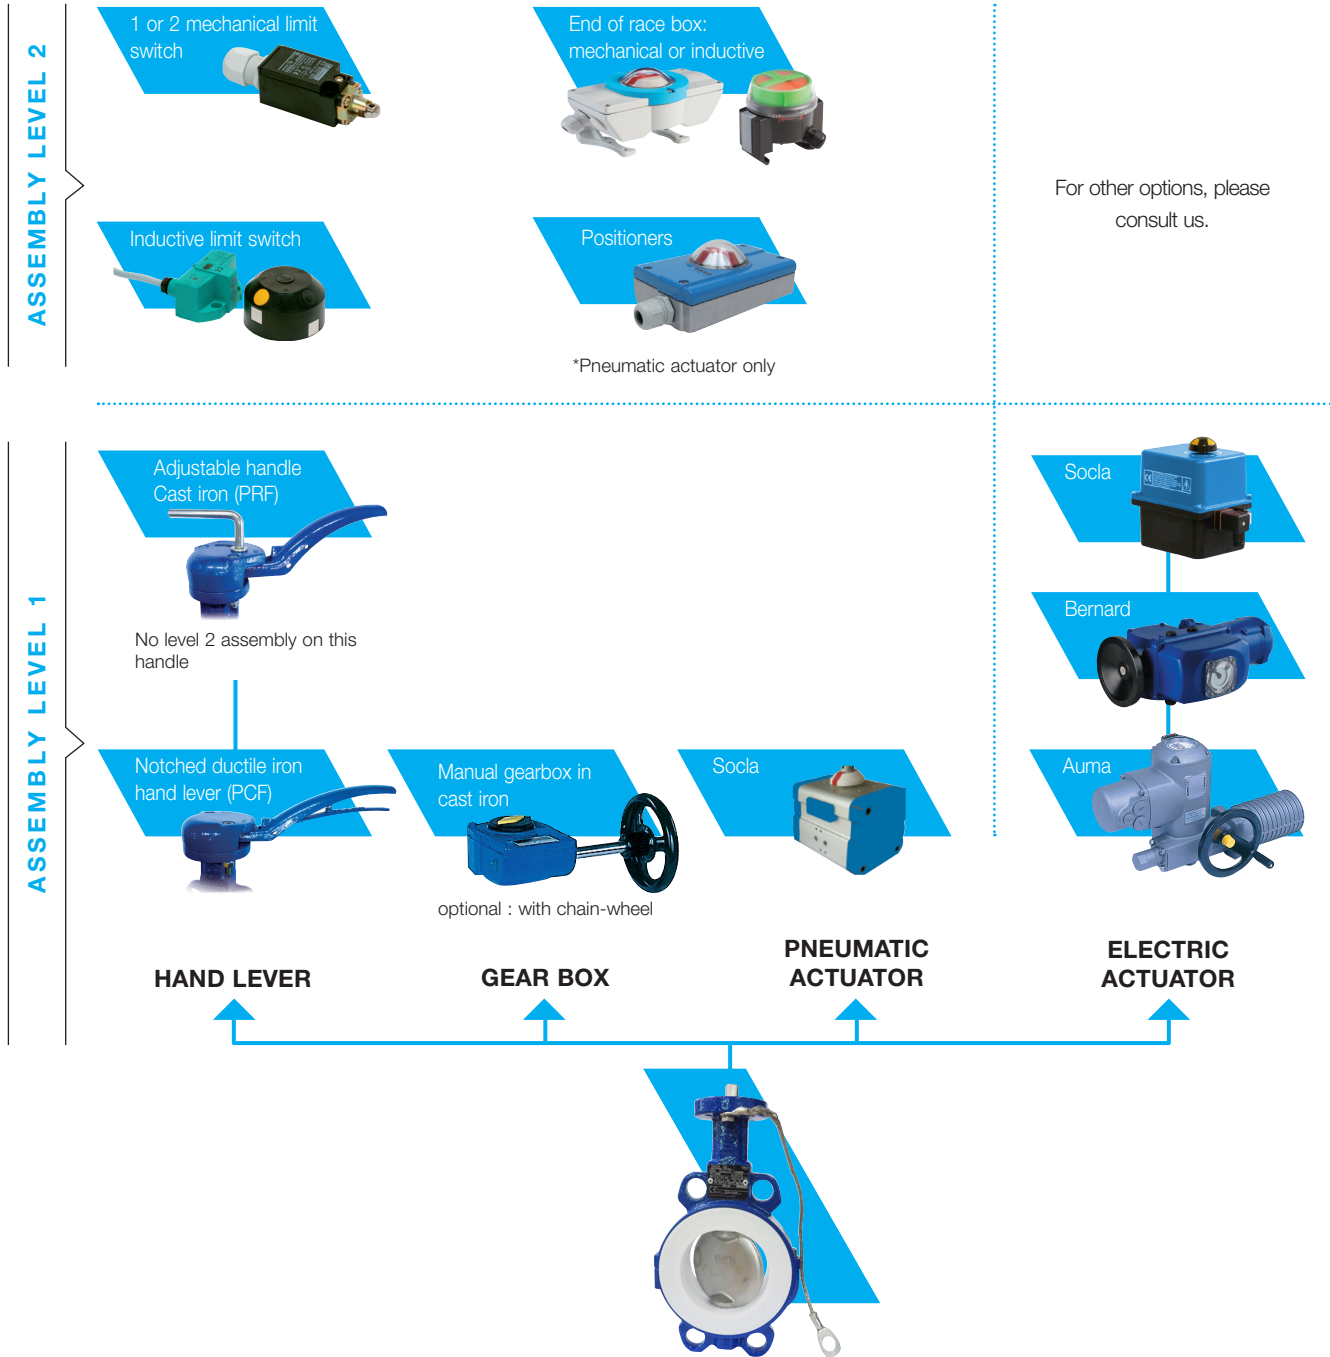 ASSEMBLY LEVEL 2
1 or 2 mechanical limit
switch
End of race box:
mechanical or inductive
Inductive limit switch
Positioners
*Pneumatic actuator only
For other options, please
consult us.
ASSEMBLY LEVEL 1
Adjustable handle
Cast iron (PRF)
No level 2 assembly on this
handle
Notched ductile iron
hand lever (PCF)
Manual gearbox in
cast iron
optional : with chain-wheel
Socla
Socla
Bernard
Auma
HAND LEVER
GEAR BOX
PNEUMATIC
ACTUATOR
ELECTRIC
ACTUATOR